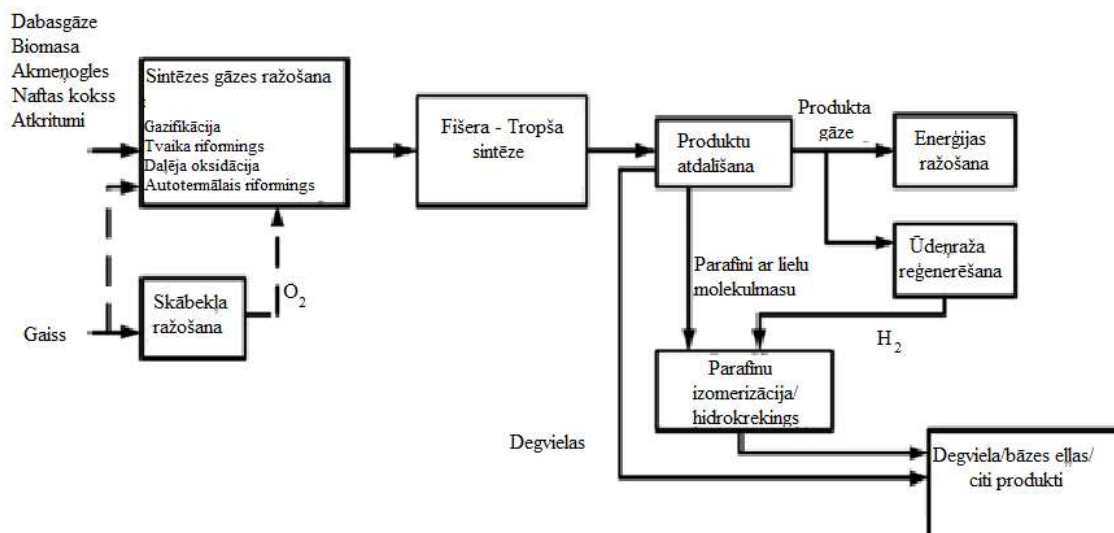 Dabasgāze
Biomasa
Akmeņogles
Naftas kokss
Atkritumi
Sintēzes gāzes ražošana
:
Gazifikācija
Tvaika riformings
Daļēja oksidācija
Autotermālais riformings
Fišera - Tropša
sintēze
Produktu
atdalīšana
Produkta
gāze
Enerģijas
ražošana
Ūdeņraža
reģenerēšana
Parafini ar lielu
molekulmasu
H2
Gaiss
Skābekļa
ražošana
O2
Parafīnu
izomerizācija/
hidrokrekings
Degvielas
Degviela/bāzes eļļas/
citi produkti